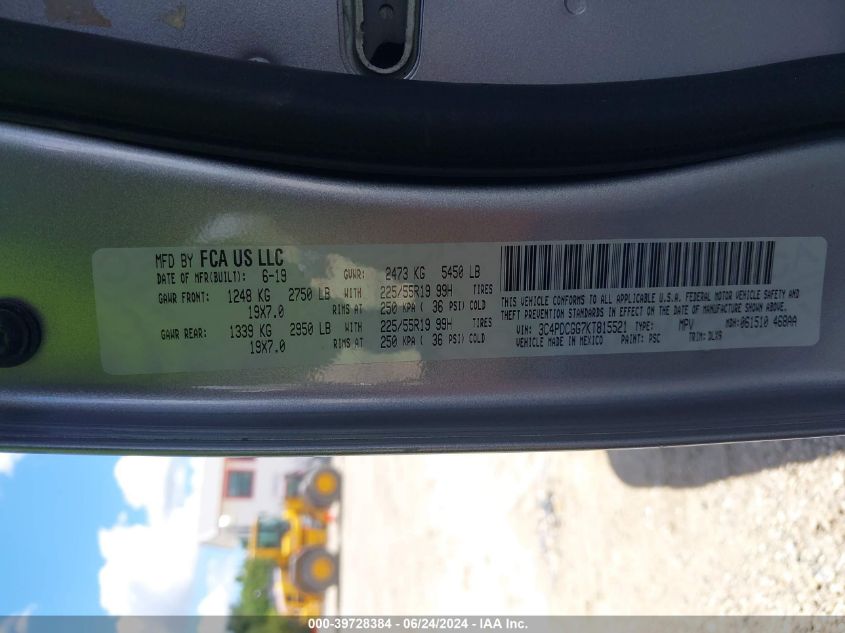 MFD BY FCA US LLC
DATE OF MFR(BUILT): 6-19 GVWR: 2473 KG 5450 LB
GAWR FRONT: 1248 KG 2750 LB WITH 225/55R19 99H
19X7.0 RIMS AT 250 KPA ( 36 PSI) COLD
GAWR REAR: 1339 KG 2950 LB WITH 225/55R19 99H
19X7.0 RIMS AT 250 KPA ( 36 PSI) COLD
THIS VEHICLE CONFORMS TO ALL APPLICABLE U.S.A. FEDERAL MOTOR VEHICLE SAFETY AND
THEFT PREVENTION STANDARDS IN EFFECT ON THE DATE OF MANUFACTURE SHOWN ABOVE.
VIN: 3C4PDCGG7KT815521 TYPE: MPV MDH: 061510 468AA
VEHICLE MADE IN MEXICO PAINT: PSC TRIM: DLX9
000-39728384 / 06/24/2024 - IAA Inc.